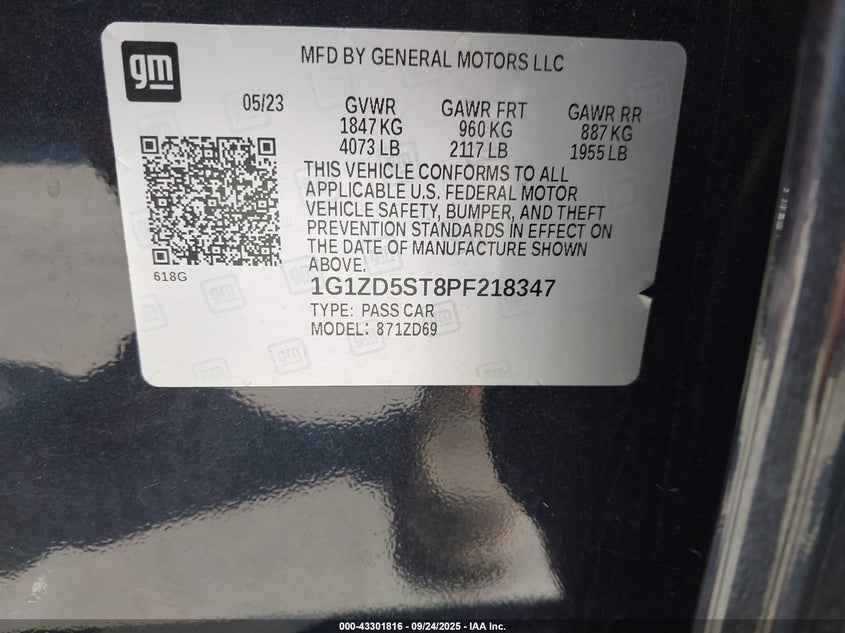 gm
MFD BY GENERAL MOTORS LLC
05/23
GVWR
1847 KG
4073 LB
GAWR FRT
960 KG
2117 LB
GAWR RR
887 KG
1955 LB
THIS VEHICLE CONFORMS TO ALL
APPLICABLE U.S. FEDERAL MOTOR
VEHICLE SAFETY, BUMPER, AND THEFT
PREVENTION STANDARDS IN EFFECT ON
THE DATE OF MANUFACTURE SHOWN
ABOVE.
618G
1G1ZD5ST8PF218347
TYPE: PASS CAR
MODEL: 871ZD69
000-43301816 - 09/24/2025 - IAA Inc.